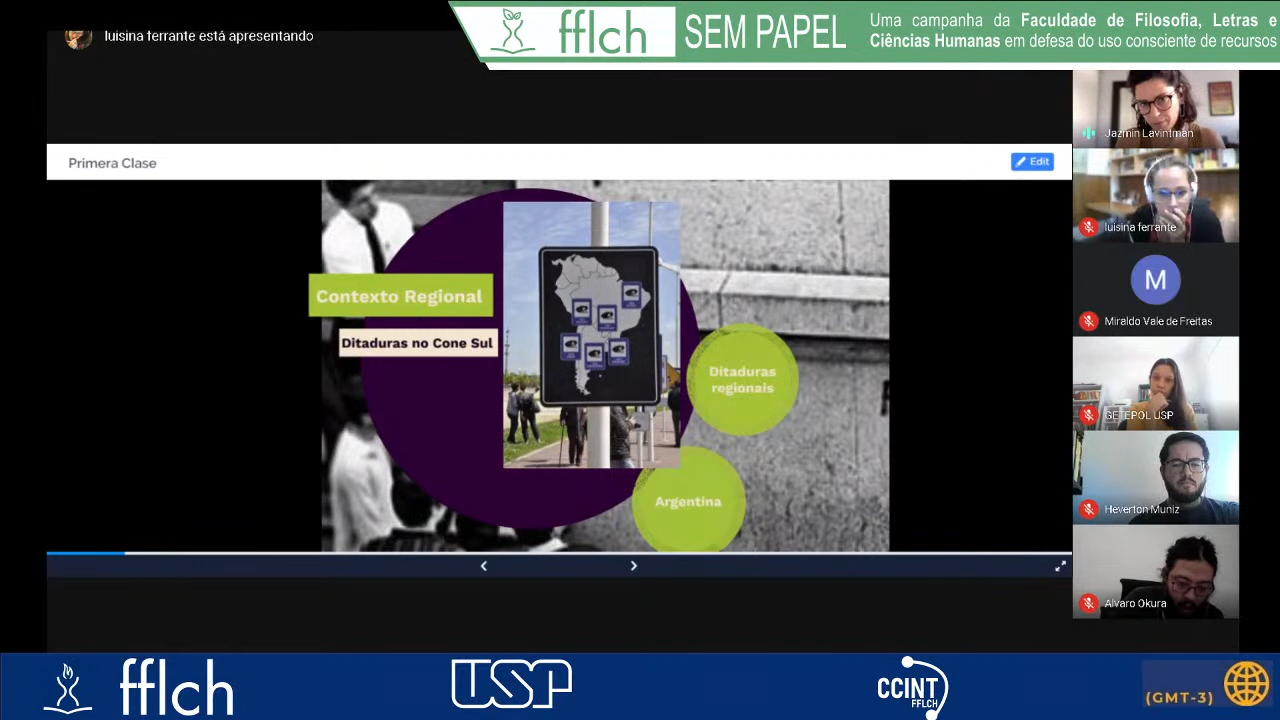 luisina ferrante está apresentando
fflch
SEM PAPEL
Uma campanha da Faculdade de Filosofia, Letras e
Ciências Humanas em defesa do uso consciente de recursos
Primera Clase
Edit
Contexto Regional
Ditaduras no Cone Sul
Ditaduras
regionais
Argentina
Jazmin Lavintman
luisina ferrante
M
Miraldo Vale de Freitas
GETEPOL USP
Heverton Muniz
Alvaro Okura
fflch
USP
CCINT
FFLCH
(GMT-3)